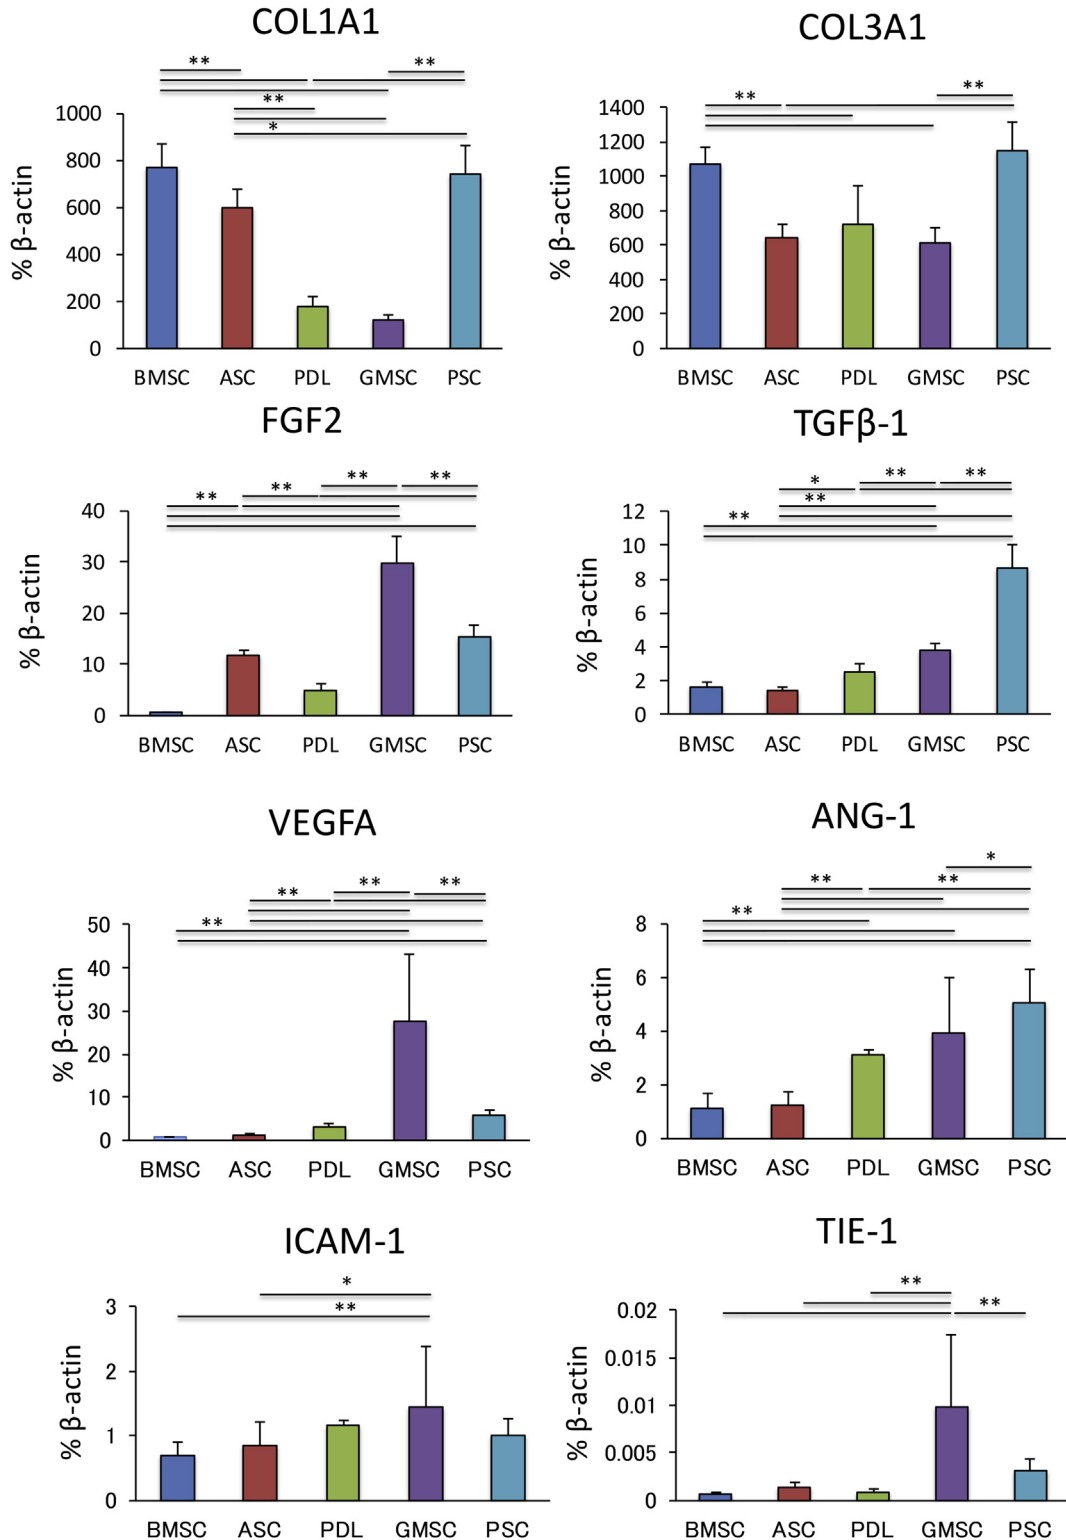 COL1A1
** **
**
*
1000
800
600
400
200
0
% β-actin
BMSC ASC PDL GMSC PSC
COL3A1
** **
1400
1200
1000
800
600
400
200
0
% β-actin
BMSC ASC PDL GMSC PSC
FGF2
** ** ** **
40
30
20
10
0
% β-actin
BMSC ASC PDL GMSC PSC
TGFβ-1
* ** **
**
**
12
10
8
6
4
2
0
% β-actin
BMSC ASC PDL GMSC PSC
VEGFA
** ** **
**
50
40
30
20
10
0
% β-actin
BMSC ASC PDL GMSC PSC
ANG-1
*
** **
**
8
6
4
2
0
% β-actin
BMSC ASC PDL GMSC PSC
ICAM-1
*
**
3
2
1
0
% β-actin
BMSC ASC PDL GMSC PSC
TIE-1
**
**
0.02
0.015
0.01
0.005
0
% β-actin
BMSC ASC PDL GMSC PSC